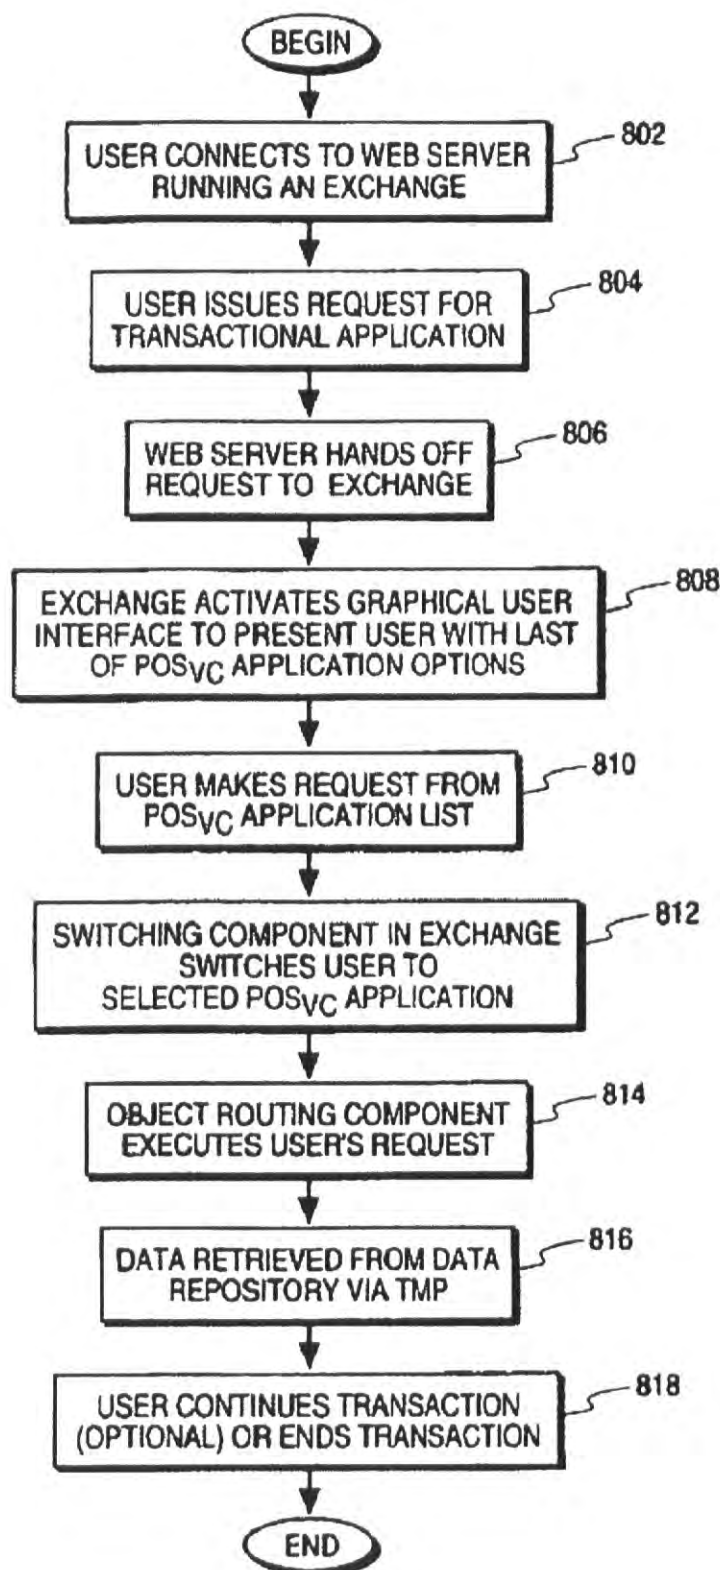 BEGIN
802
USER CONNECTS TO WEB SERVER
RUNNING AN EXCHANGE
804
USER ISSUES REQUEST FOR
TRANSACTIONAL APPLICATION
806
WEB SERVER HANDS OFF
REQUEST TO EXCHANGE
808
EXCHANGE ACTIVATES GRAPHICAL USER
INTERFACE TO PRESENT USER WITH LAST
OF POSVC APPLICATION OPTIONS
810
USER MAKES REQUEST FROM
POSVC APPLICATION LIST
812
SWITCHING COMPONENT IN EXCHANGE
SWITCHES USER TO
SELECTED POSVC APPLICATION
814
OBJECT ROUTING COMPONENT
EXECUTES USER'S REQUEST
816
DATA RETRIEVED FROM DATA
REPOSITORY VIA TMP
818
USER CONTINUES TRANSACTION
(OPTIONAL) OR ENDS TRANSACTION
END